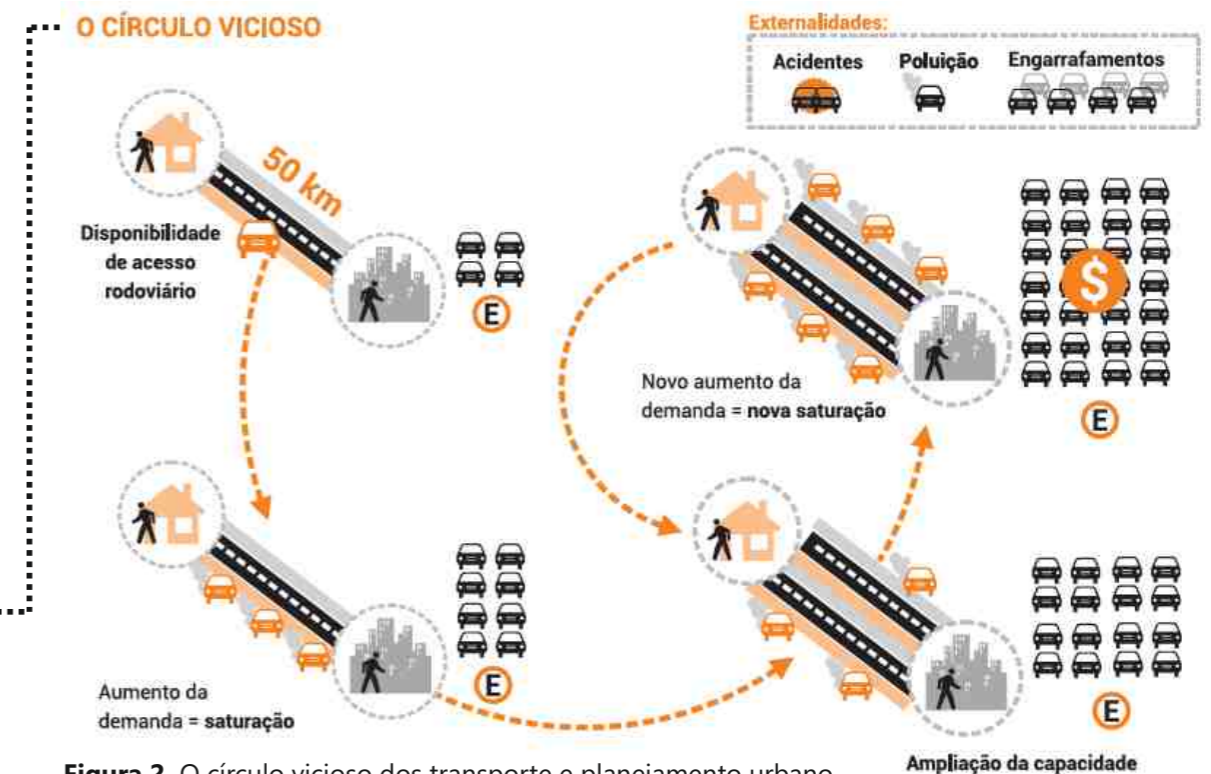 O CÍRCULO VICIOSO
Externalidades:
Acidentes
Poluição
Engarrafamentos
50 km
Disponibilidade
de acesso
rodoviário
E
Aumento da
demanda = saturação
E
Novo aumento da
demanda = nova saturação
$
E
Ampliação da capacidade
E
Figura 2. O círculo vicioso dos transporte e planejamento urbano